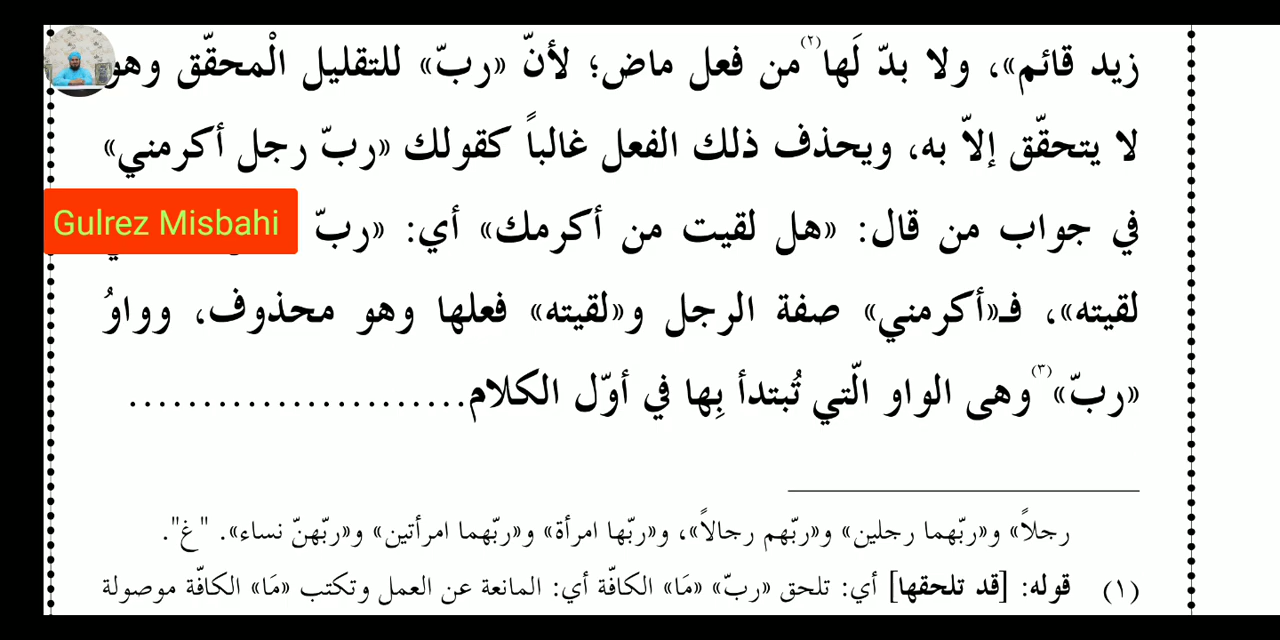 زيد قائم»، ولا بدّ لَها(٢) من فعل ماض؛ لأنّ «ربّ» للتقليل الْمحقّق وهو
لا يتحقّق إلاّ به، ويحذف ذلك الفعل غالباً كقولك «ربّ رجل أكرمني»
في جواب من قال: «هل لقيت من أكرمك» أي: «ربّ
Gulrez Misbahi
لقيته»، فـ«أكرمني» صفة الرجل و«لقيته» فعلها وهو محذوف، وواوُ
«ربّ»(٣) وهى الواو الّتي تُبتدأ بِها في أوّل الكلام.......................
رجلاً» و«ربّهما رجلين» و«ربّهم رجالاً»، و«ربّها امرأة» و«ربّهما امرأتين» و«ربّهنّ نساء». "غ".
(١) قوله: [قد تلحقها] أي: تلحق «ربّ» «مَا» الكافّة أي: المانعة عن العمل وتكتب «مَا» الكافّة موصولة